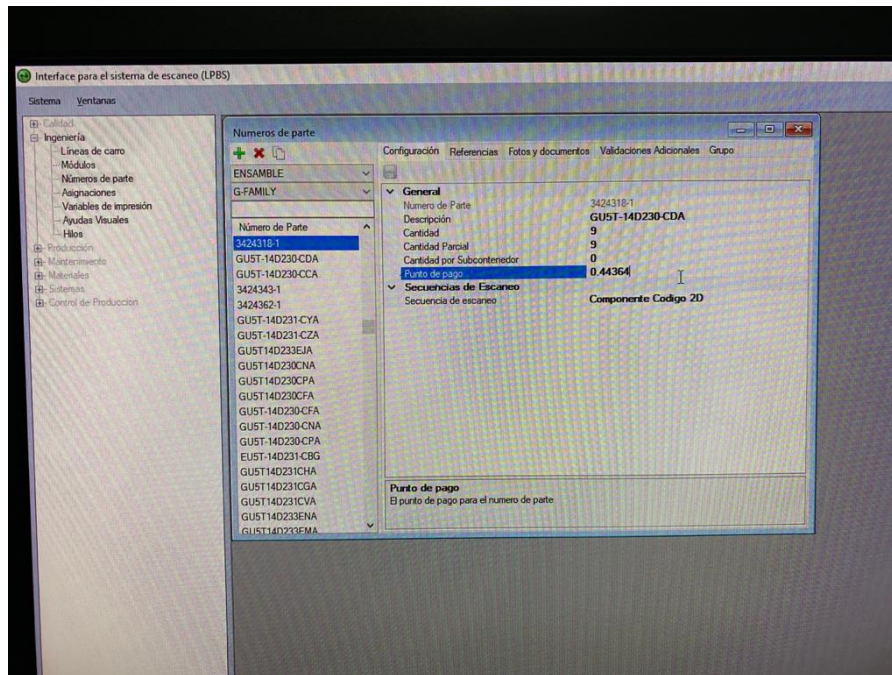 Interface para el sistema de escaneo (LPBS)
Sistema Ventanas
Calidad
Ingeniería
Líneas de carro
Módulos
Números de parte
Asignaciones
Variables de impresión
Ayudas Visuales
Hilos
Producción
Mantenimiento
Materiales
Sistemas
Control de Produccion
Numeros de parte
ENSAMBLE
G-FAMILY
Número de Parte
3424318-1
GU5T-14D230-CDA
GU5T-14D230-CCA
3424343-1
3424362-1
GU5T-14D231-CYA
GU5T-14D231-CZA
GU5T14D233EJA
GU5T14D230CNA
GU5T14D230CPA
GU5T14D230CFA
GU5T-14D230-CFA
GU5T-14D230-CNA
GU5T-14D230-CPA
EU5T-14D231-CBG
GU5T14D231CHA
GU5T14D231CGA
GU5T14D231CVA
GU5T14D233ENA
GU5T14D233FMA
Configuración Referencias Fotos y documentos Validaciones Adicionales Grupo
General
Numero de Parte 3424318-1
Descripción GU5T-14D230-CDA
Cantidad 9
Cantidad Parcial 9
Cantidad por Subcontenedor 0
Punto de pago 0.44364
Secuencias de Escaneo
Secuencia de escaneo Componente Codigo 2D
Punto de pago
El punto de pago para el numero de parte